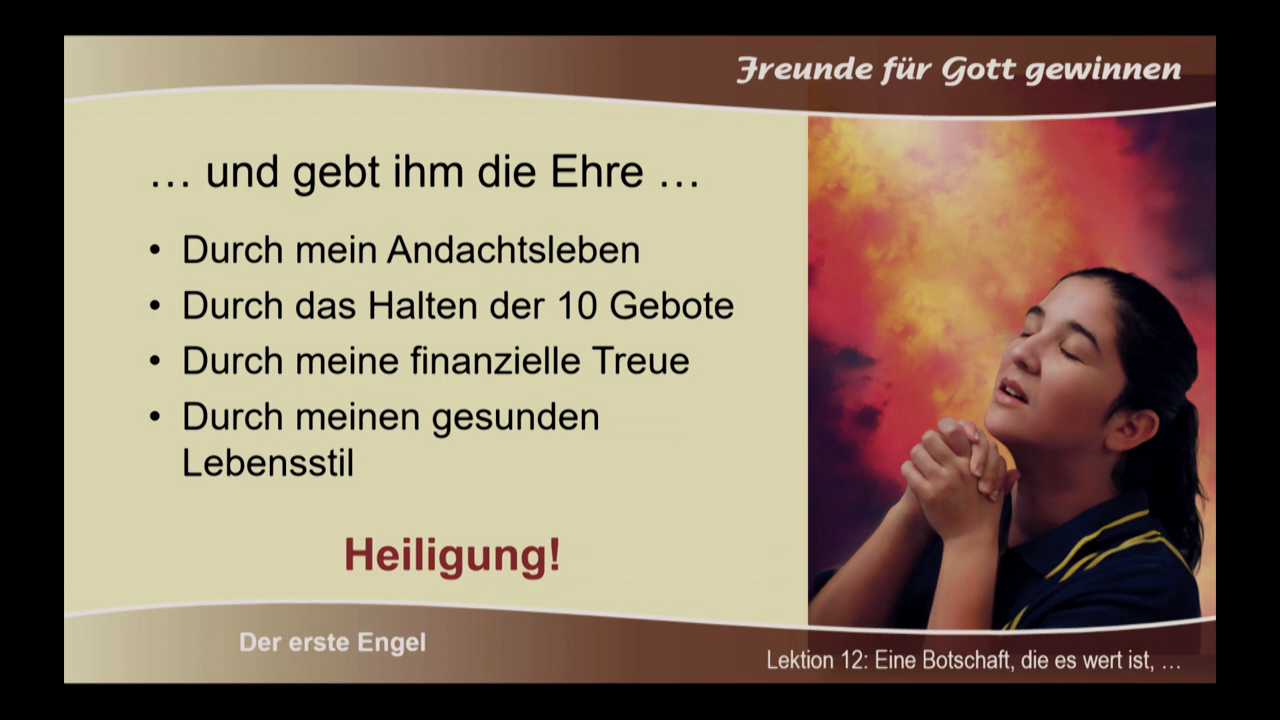 Freunde für Gott gewinnen
… und gebt ihm die Ehre …
• Durch mein Andachtsleben
• Durch das Halten der 10 Gebote
• Durch meine finanzielle Treue
• Durch meinen gesunden
Lebensstil
Heiligung!
Der erste Engel
Lektion 12: Eine Botschaft, die es wert ist, …